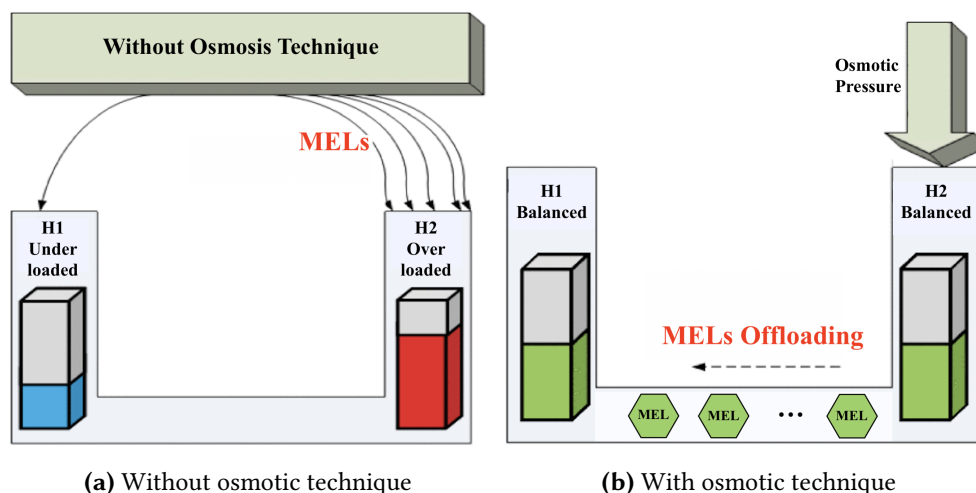 Without Osmosis Technique
MELs
H1
Under
loaded
H2
Over
loaded
(a) Without osmotic technique
Osmotic
Pressure
H1
Balanced
H2
Balanced
MELs Offloading
MEL
MEL
...
MEL
(b) With osmotic technique